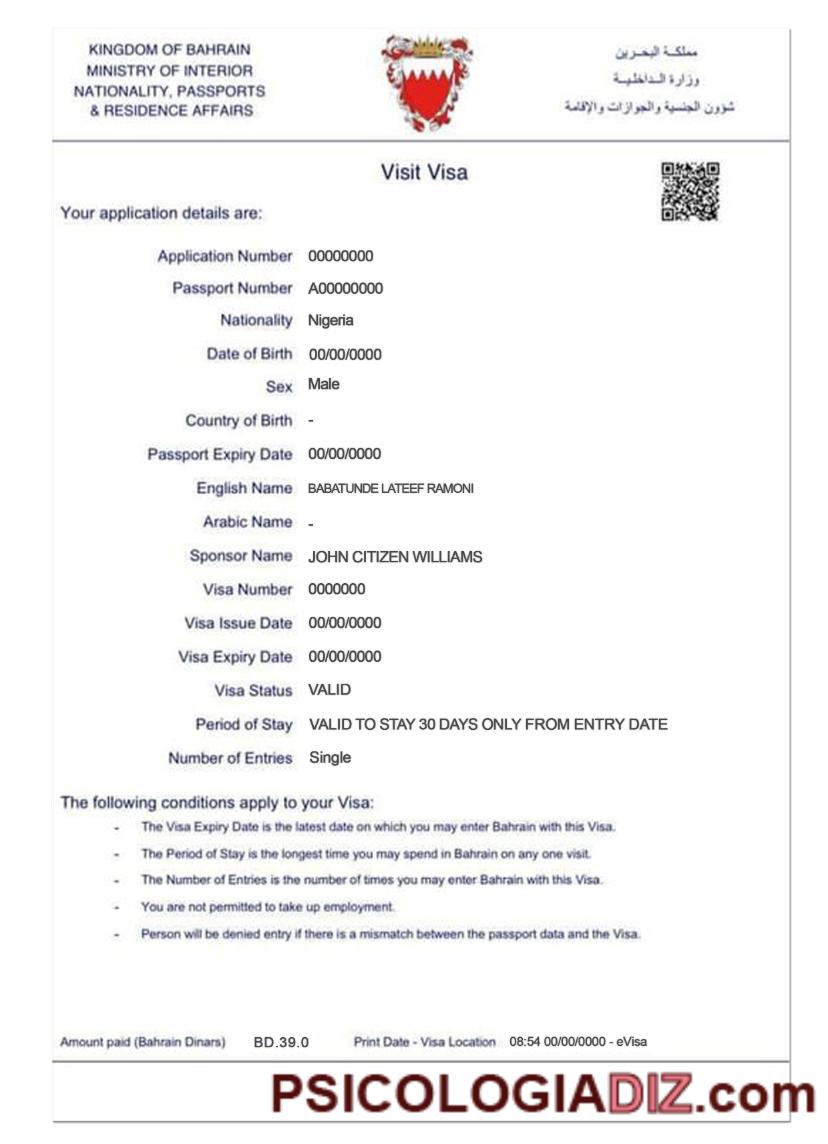 KINGDOM OF BAHRAIN
MINISTRY OF INTERIOR
NATIONALITY, PASSPORTS
& RESIDENCE AFFAIRS
مملكـة البحـرين
وزارة الـداخليـة
شؤون الجنسية والجوازات والإقامة
Visit Visa
Your application details are:
Application Number 00000000
Passport Number A00000000
Nationality Nigeria
Date of Birth 00/00/0000
Sex Male
Country of Birth -
Passport Expiry Date 00/00/0000
English Name BABATUNDE LATEEF RAMONI
Arabic Name -
Sponsor Name JOHN CITIZEN WILLIAMS
Visa Number 0000000
Visa Issue Date 00/00/0000
Visa Expiry Date 00/00/0000
Visa Status VALID
Period of Stay VALID TO STAY 30 DAYS ONLY FROM ENTRY DATE
Number of Entries Single
The following conditions apply to your Visa:
- The Visa Expiry Date is the latest date on which you may enter Bahrain with this Visa.
- The Period of Stay is the longest time you may spend in Bahrain on any one visit.
- The Number of Entries is the number of times you may enter Bahrain with this Visa.
- You are not permitted to take up employment.
- Person will be denied entry if there is a mismatch between the passport data and the Visa.
Amount paid (Bahrain Dinars) BD.39.0 Print Date - Visa Location 08:54 00/00/0000 - eVisa
PSICOLOGIADIZ.com